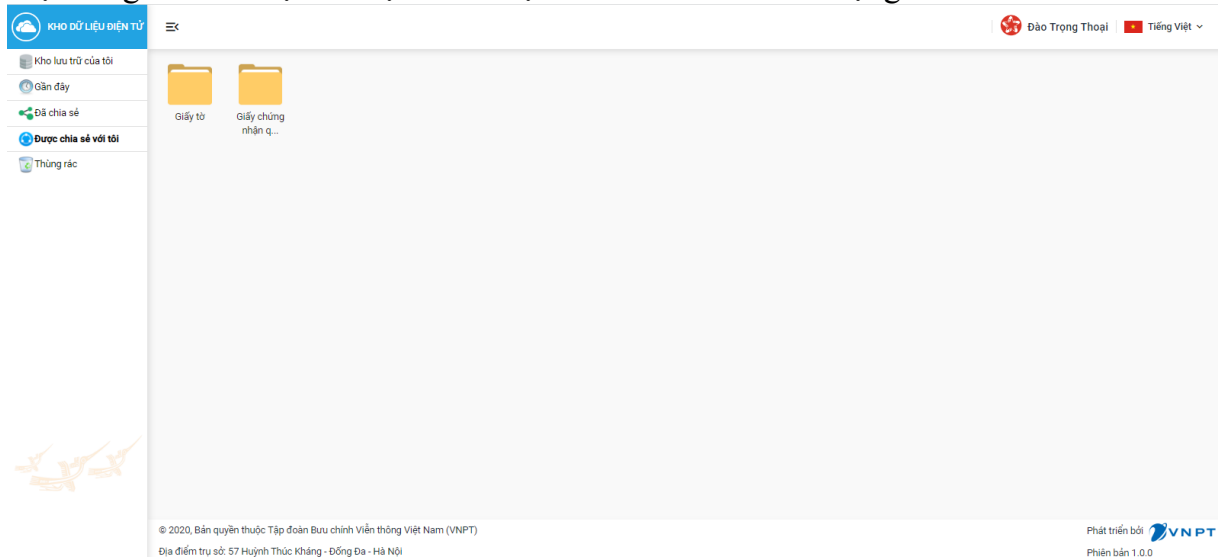 KHO DỮ LIỆU ĐIỆN TỬ
Đào Trọng Thoại
Tiếng Việt
Kho lưu trữ của tôi
Gần đây
Đã chia sẻ
Được chia sẻ với tôi
Thùng rác
Giấy tờ
Giấy chứng
nhận q...
© 2020, Bản quyền thuộc Tập đoàn Bưu chính Viễn thông Việt Nam (VNPT)
Địa điểm trụ sở: 57 Huỳnh Thúc Kháng - Đống Đa - Hà Nội
Phát triển bởi VNPT
Phiên bản 1.0.0